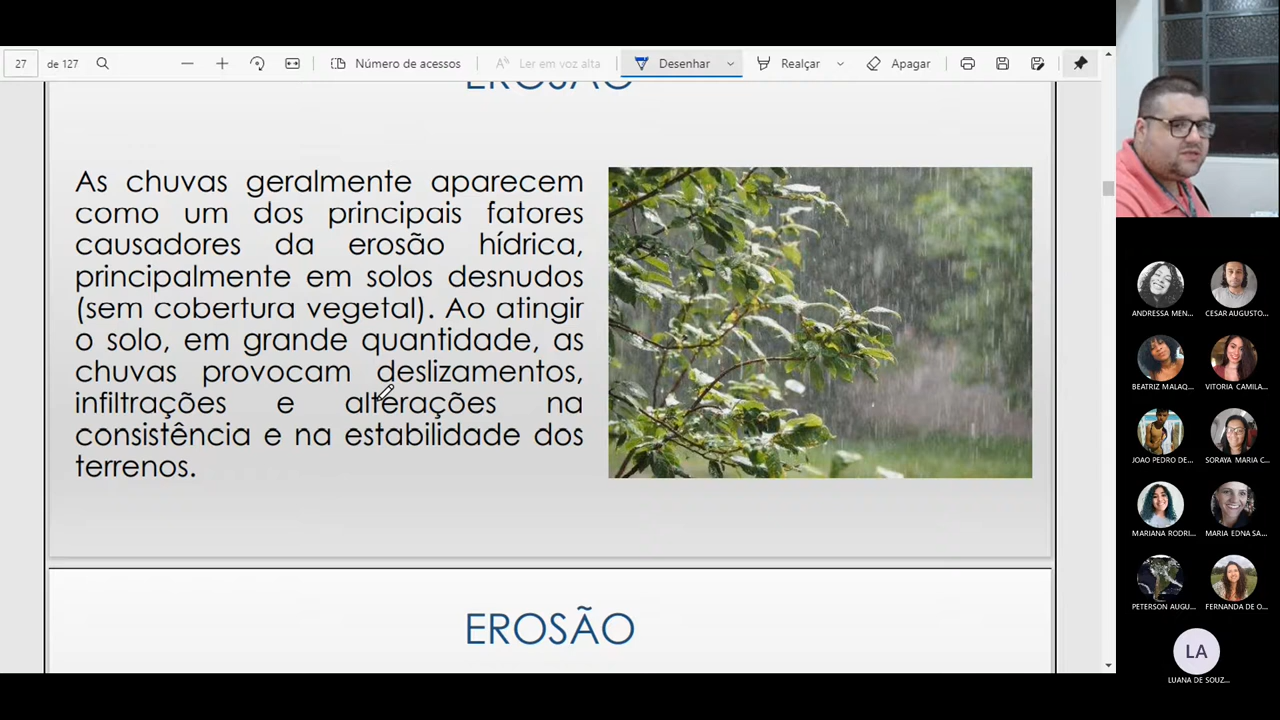 27 de 127 Número de acessos Ler em voz alta Desenhar Realçar Apagar
EROSÃO
As chuvas geralmente aparecem
como um dos principais fatores
causadores da erosão hídrica,
principalmente em solos desnudos
(sem cobertura vegetal). Ao atingir
o solo, em grande quantidade, as
chuvas provocam deslizamentos,
infiltrações e alterações na
consistência e na estabilidade dos
terrenos.
EROSÃO
ANDRESSA MEN...
CESAR AUGUSTO...
BEATRIZ MALAQ...
VITORIA CAMILA...
JOAO PEDRO DE...
SORAYA MARIA C...
MARIANA RODRI...
MARIA EDNA SA...
PETERSON AUGU...
FERNANDA DE O...
LA
LUANA DE SOUZ...